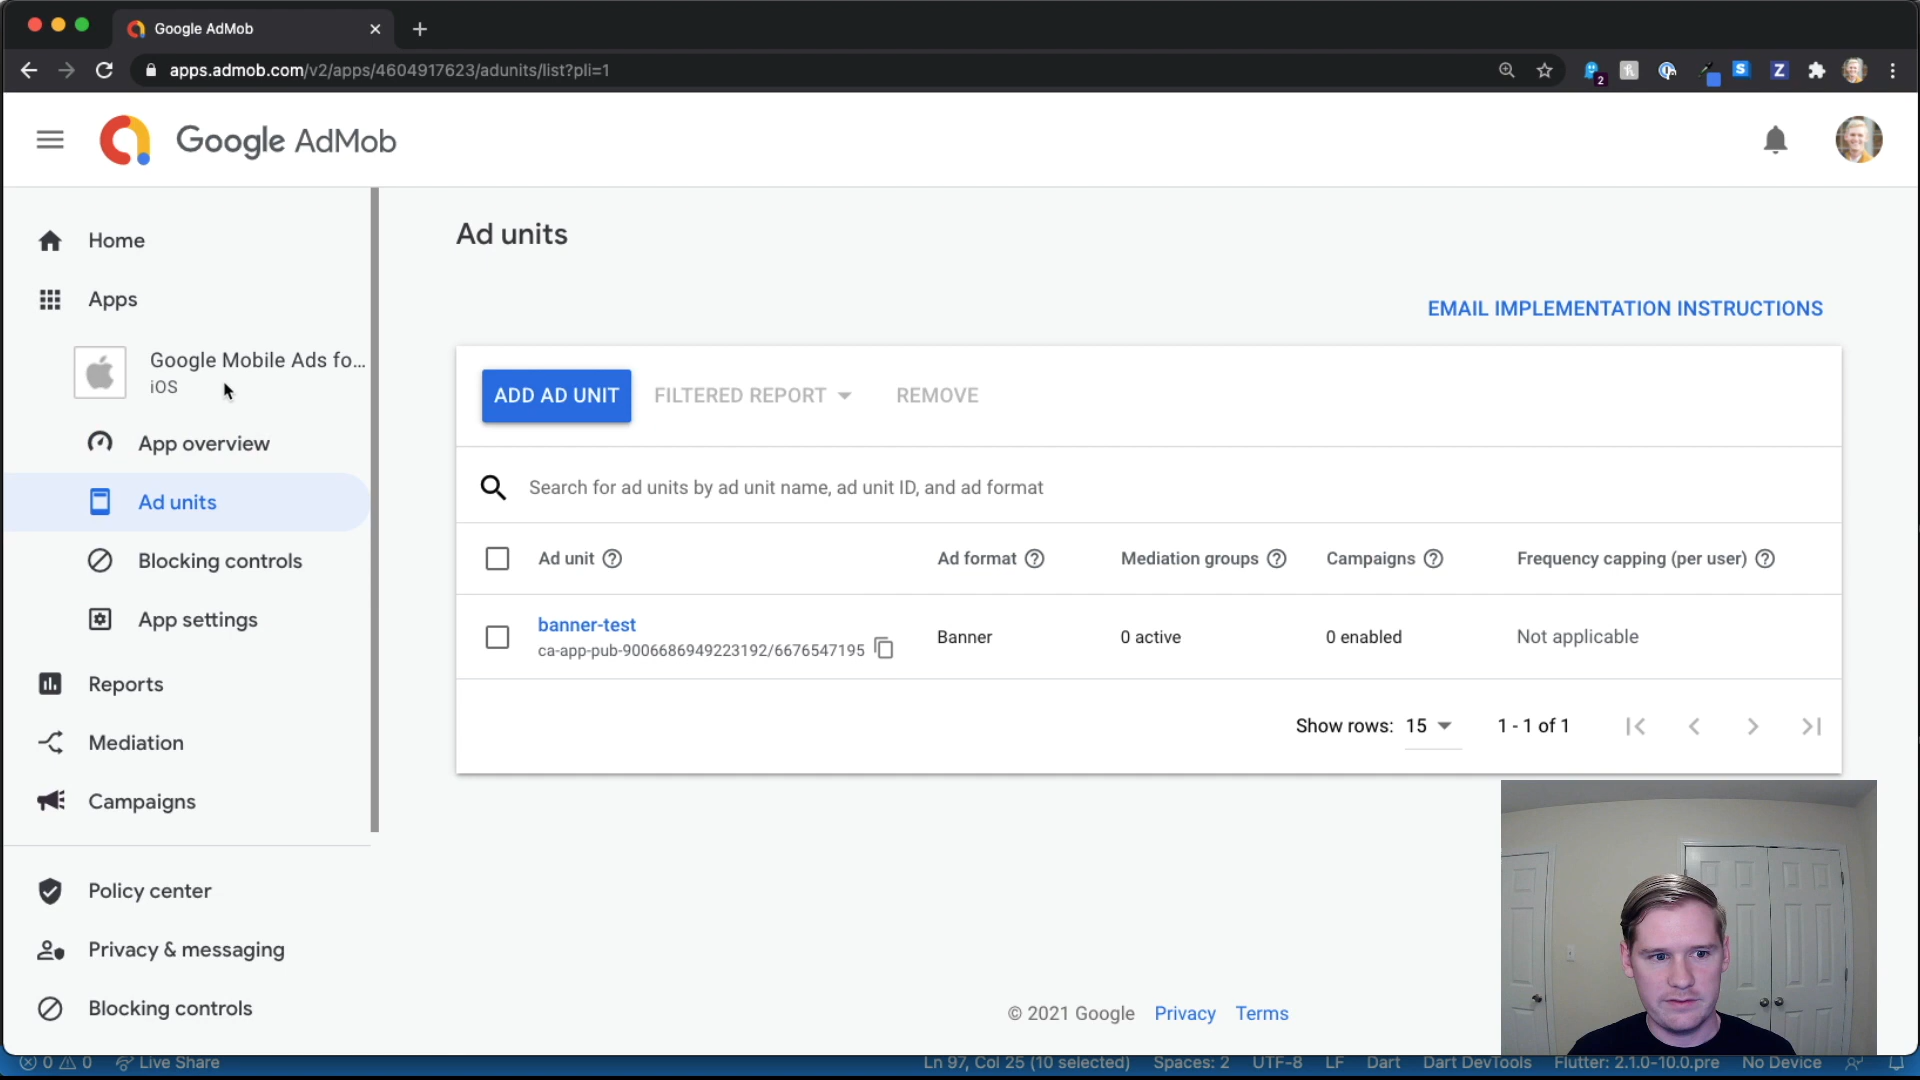 Google AdMob
apps.admob.com/v2/apps/4604917623/adunits/list?pli=1
2
S
Z
Google AdMob
Home
Apps
Google Mobile Ads fo...
iOS
App overview
Ad units
Blocking controls
App settings
Reports
Mediation
Campaigns
Policy center
Privacy & messaging
Blocking controls
Ad units
EMAIL IMPLEMENTATION INSTRUCTIONS
ADD AD UNIT
FILTERED REPORT
REMOVE
Search for ad units by ad unit name, ad unit ID, and ad format
Ad unit
Ad format
Mediation groups
Campaigns
Frequency capping (per user)
banner-test
ca-app-pub-9006686949223192/6676547195
Banner
0 active
0 enabled
Not applicable
Show rows: 15
1 - 1 of 1
© 2021 Google Privacy Terms
0 0 Live Share
Ln 97, Col 25 (10 selected) Spaces: 2 UTF-8 LF Dart Dart DevTools Flutter: 2.1.0-10.0.pre No Device